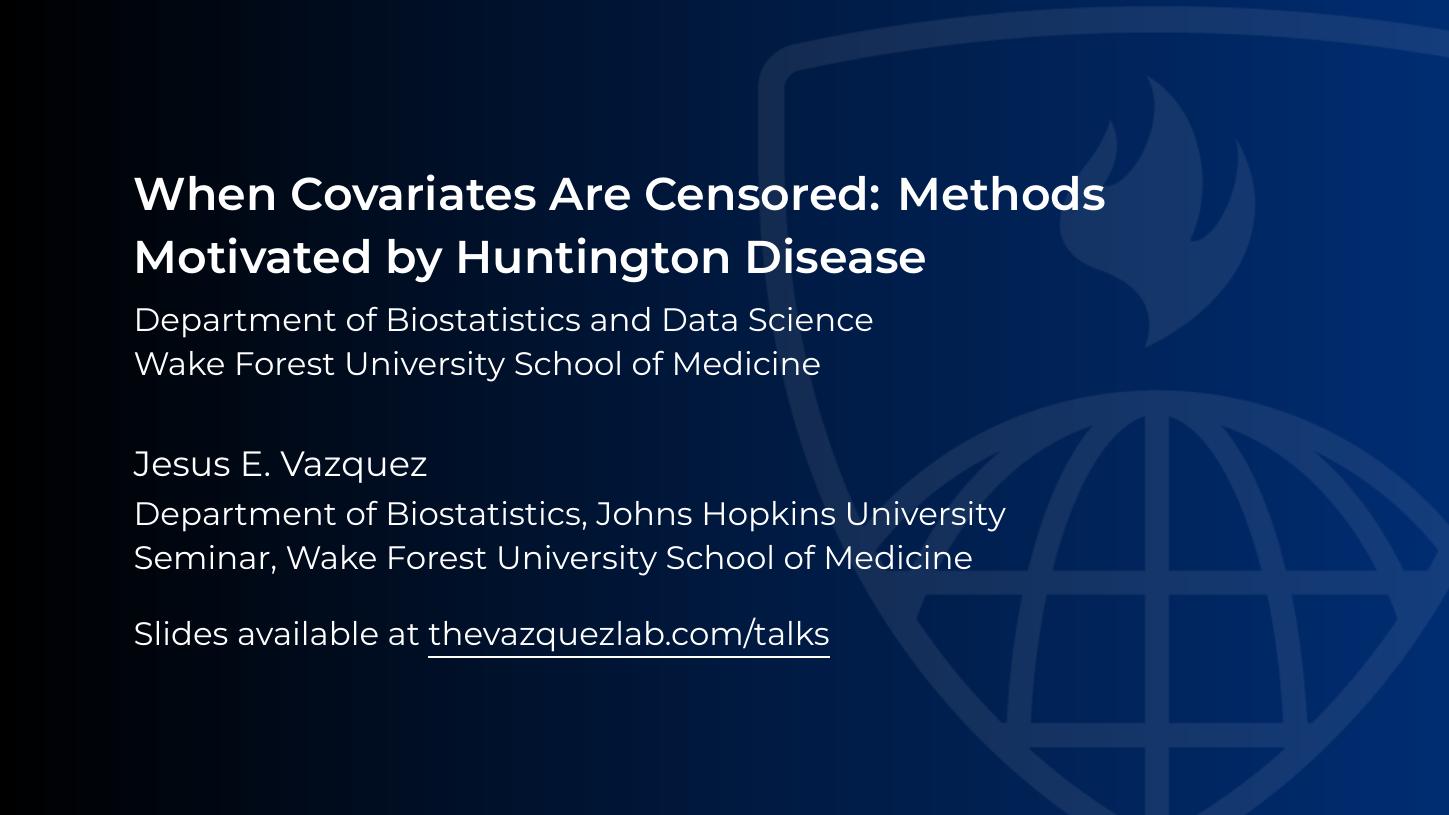 When Covariates Are Censored: Methods
Motivated by Huntington Disease
Department of Biostatistics and Data Science
Wake Forest University School of Medicine
Jesus E. Vazquez
Department of Biostatistics, Johns Hopkins University
Seminar, Wake Forest University School of Medicine
Slides available at thevazquezlab.com/talks